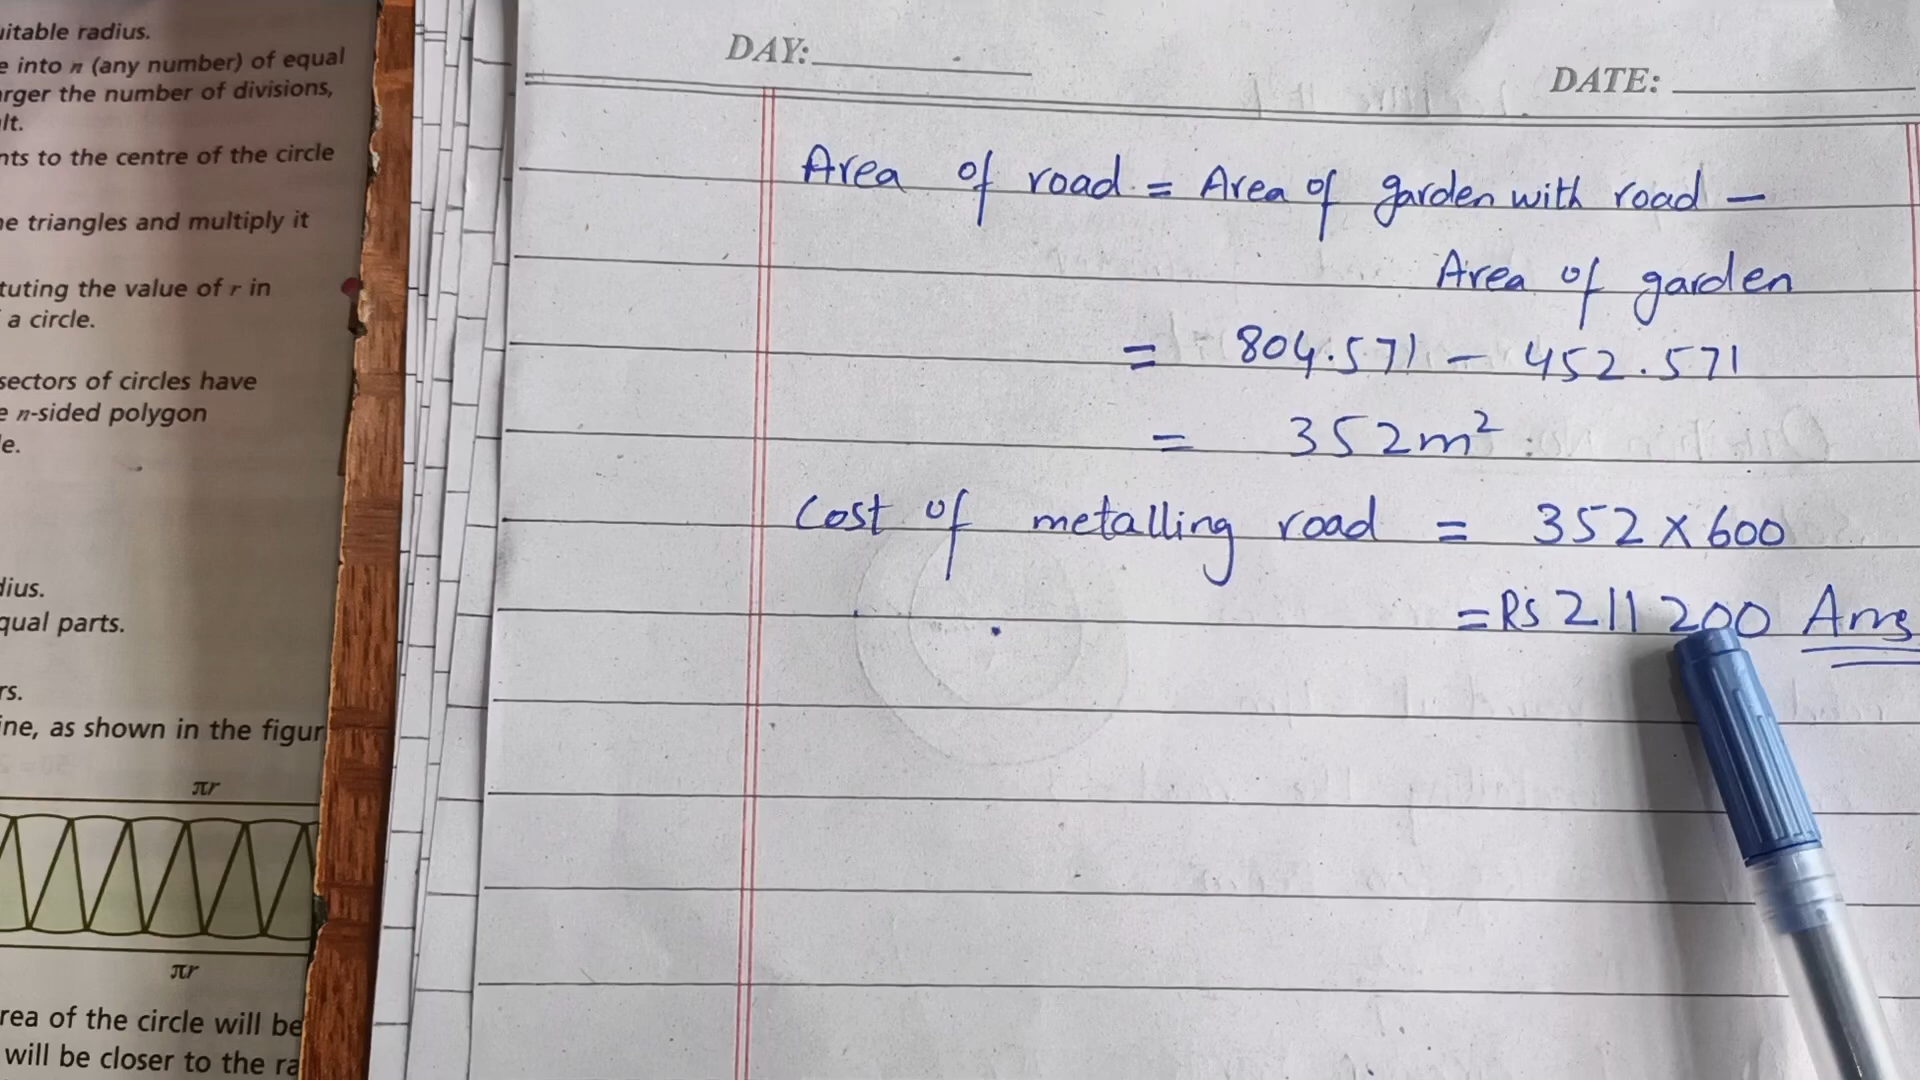 uitable radius.
e into n (any number) of equal
arger the number of divisions,
lt.
nts to the centre of the circle
ne triangles and multiply it
tuting the value of r in
a circle.
sectors of circles have
e n-sided polygon
le.
dius.
qual parts.
rs.
ine, as shown in the figur
πr
πr
rea of the circle will be
will be closer to the ra
DAY:
DATE:
Area of road = Area of garden with road -
Area of garden
= 804.571 - 452.571
= 352m²
Cost of metalling road = 352 × 600
= Rs 211200 Ans